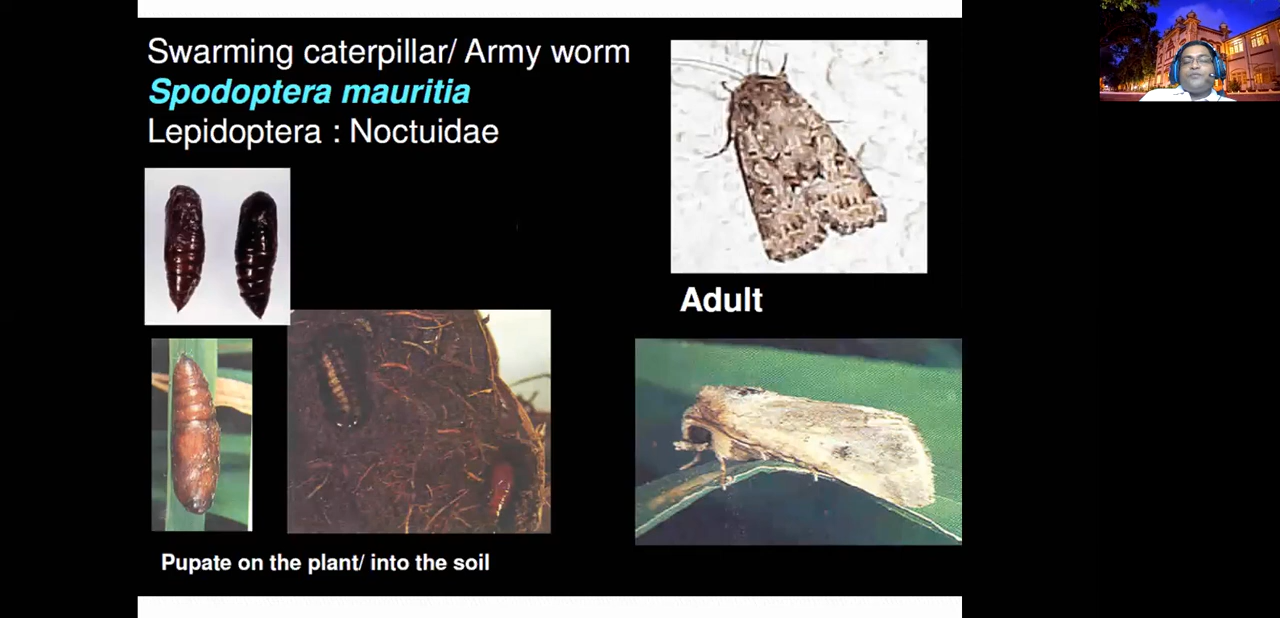 Swarming caterpillar/ Army worm
Spodoptera mauritia
Lepidoptera : Noctuidae
Adult
Pupate on the plant/ into the soil